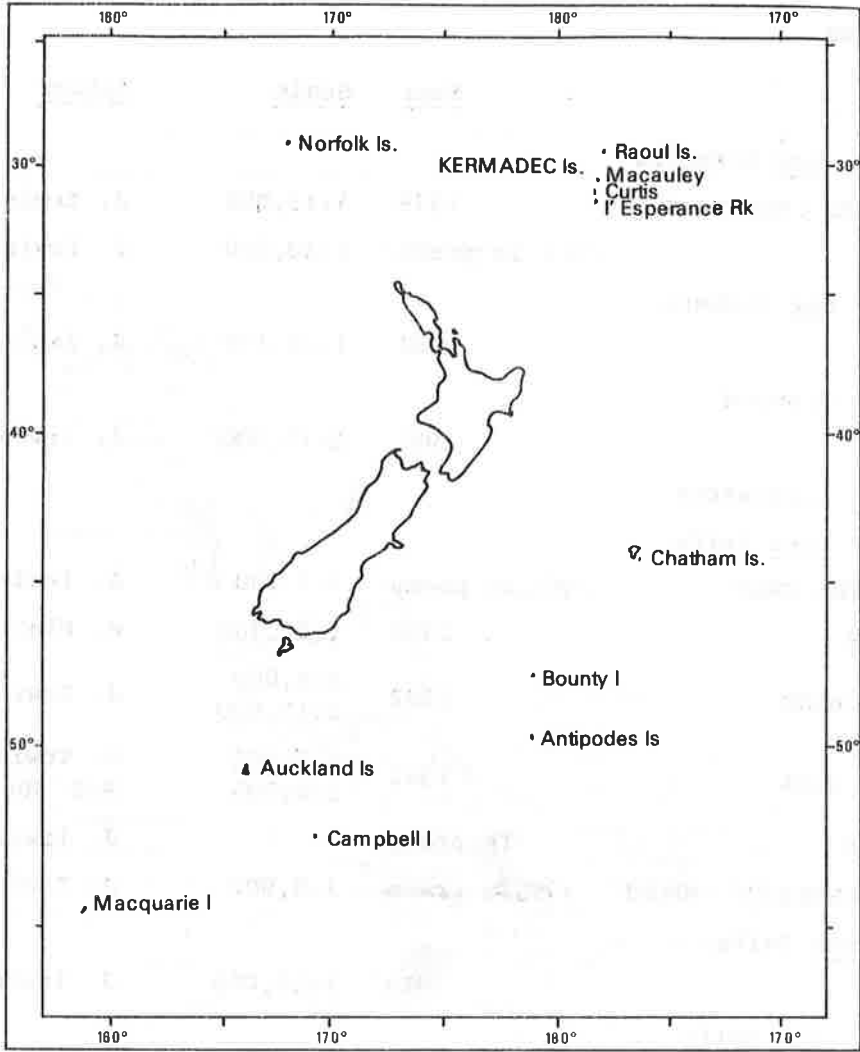 160° 170° 180° 170°
Norfolk Is.
Raoul Is.
30° KERMADEC Is. 30°
Macauley
Curtis
l' Esperance Rk
40° 40°
Chatham Is.
Bounty I
Antipodes Is
50° 50°
Auckland Is
Campbell I
Macquarie I
160° 170° 180° 170°